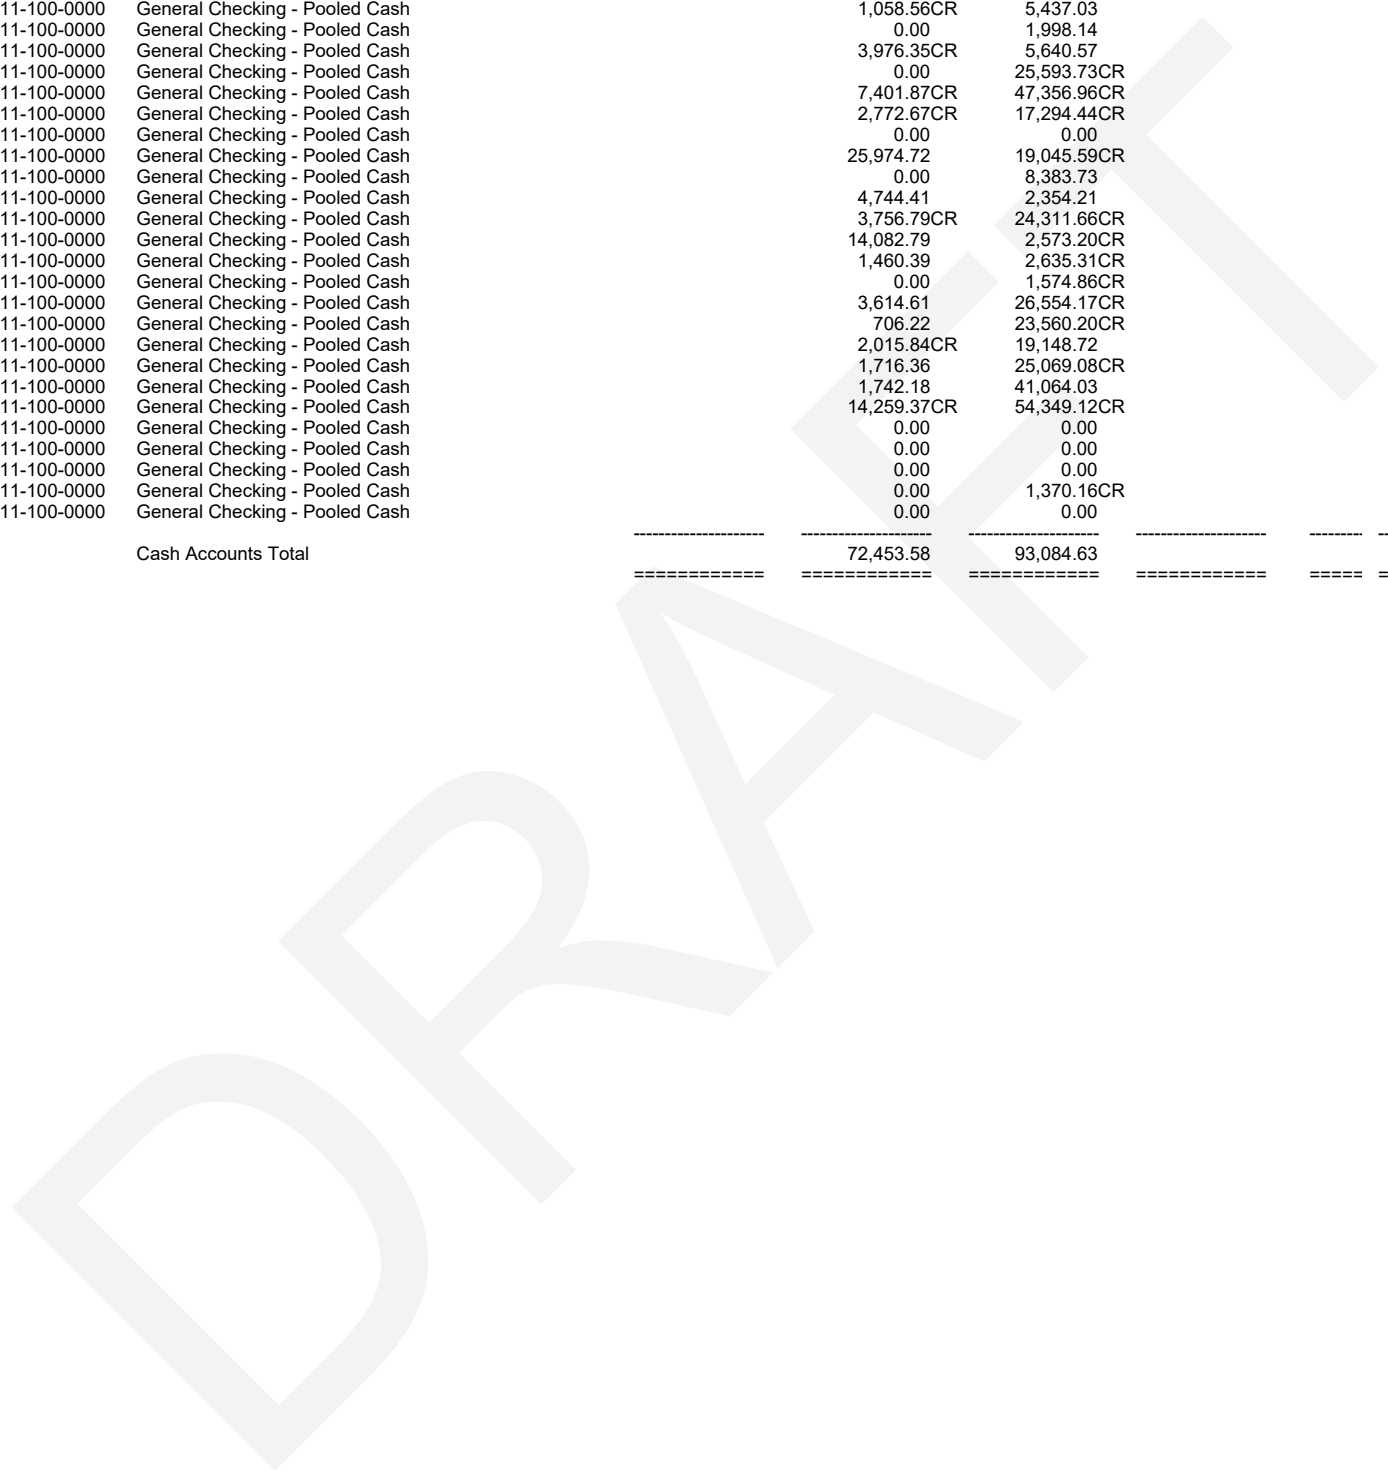 11-100-0000 General Checking - Pooled Cash 1,058.56CR 5,437.03
11-100-0000 General Checking - Pooled Cash 0.00 1,998.14
11-100-0000 General Checking - Pooled Cash 3,976.35CR 5,640.57
11-100-0000 General Checking - Pooled Cash 0.00 25,593.73CR
11-100-0000 General Checking - Pooled Cash 7,401.87CR 47,356.96CR
11-100-0000 General Checking - Pooled Cash 2,772.67CR 17,294.44CR
11-100-0000 General Checking - Pooled Cash 0.00 0.00
11-100-0000 General Checking - Pooled Cash 25,974.72 19,045.59CR
11-100-0000 General Checking - Pooled Cash 0.00 8,383.73
11-100-0000 General Checking - Pooled Cash 4,744.41 2,354.21
11-100-0000 General Checking - Pooled Cash 3,756.79CR 24,311.66CR
11-100-0000 General Checking - Pooled Cash 14,082.79 2,573.20CR
11-100-0000 General Checking - Pooled Cash 1,460.39 2,635.31CR
11-100-0000 General Checking - Pooled Cash 0.00 1,574.86CR
11-100-0000 General Checking - Pooled Cash 3,614.61 26,554.17CR
11-100-0000 General Checking - Pooled Cash 706.22 23,560.20CR
11-100-0000 General Checking - Pooled Cash 2,015.84CR 19,148.72
11-100-0000 General Checking - Pooled Cash 1,716.36 25,069.08CR
11-100-0000 General Checking - Pooled Cash 1,742.18 41,064.03
11-100-0000 General Checking - Pooled Cash 14,259.37CR 54,349.12CR
11-100-0000 General Checking - Pooled Cash 0.00 0.00
11-100-0000 General Checking - Pooled Cash 0.00 0.00
11-100-0000 General Checking - Pooled Cash 0.00 0.00
11-100-0000 General Checking - Pooled Cash 0.00 1,370.16CR
11-100-0000 General Checking - Pooled Cash 0.00 0.00
Cash Accounts Total 72,453.58 93,084.63
DRAFT